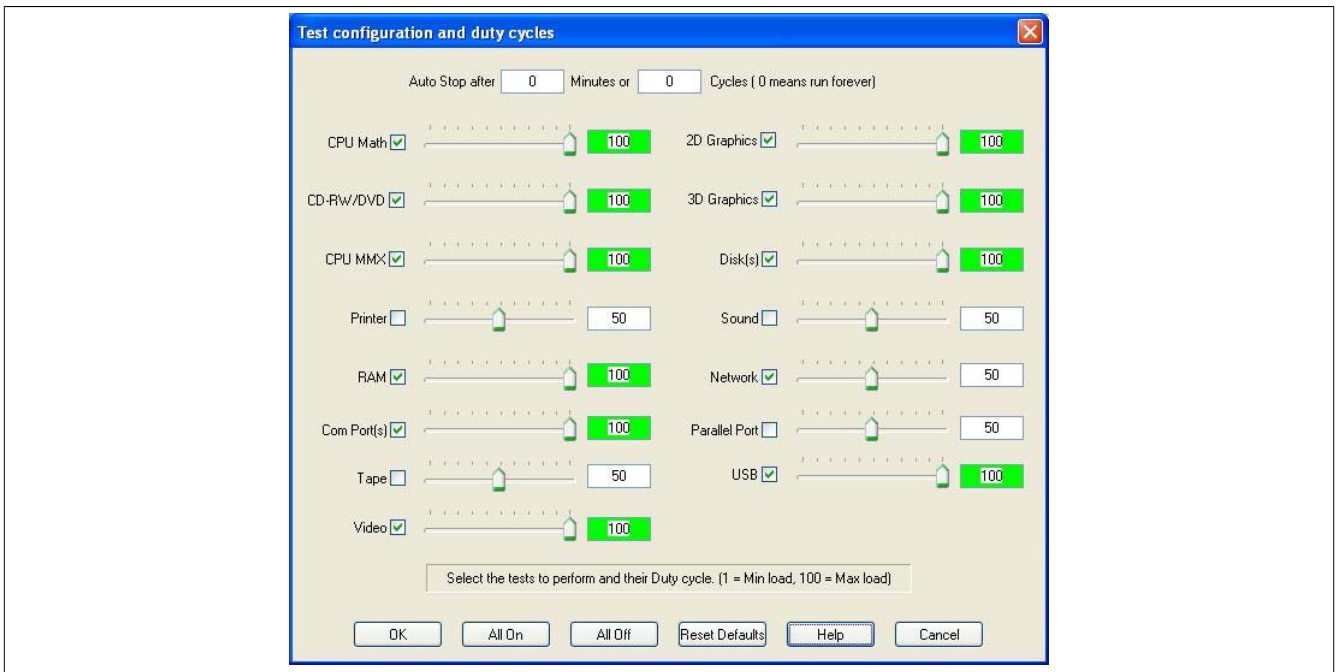 Test configuration and duty cycles
Auto Stop after 0 Minutes or 0 Cycles ( 0 means run forever)
CPU Math 100 2D Graphics 100
CD-RW/DVD 100 3D Graphics 100
CPU MMX 100 Disk(s) 100
Printer 50 Sound 50
RAM 100 Network 50
Com Port(s) 100 Parallel Port 50
Tape 50 USB 100
Video 100
Select the tests to perform and their Duty cycle. (1 = Min load, 100 = Max load)
OK All On All Off Reset Defaults Help Cancel